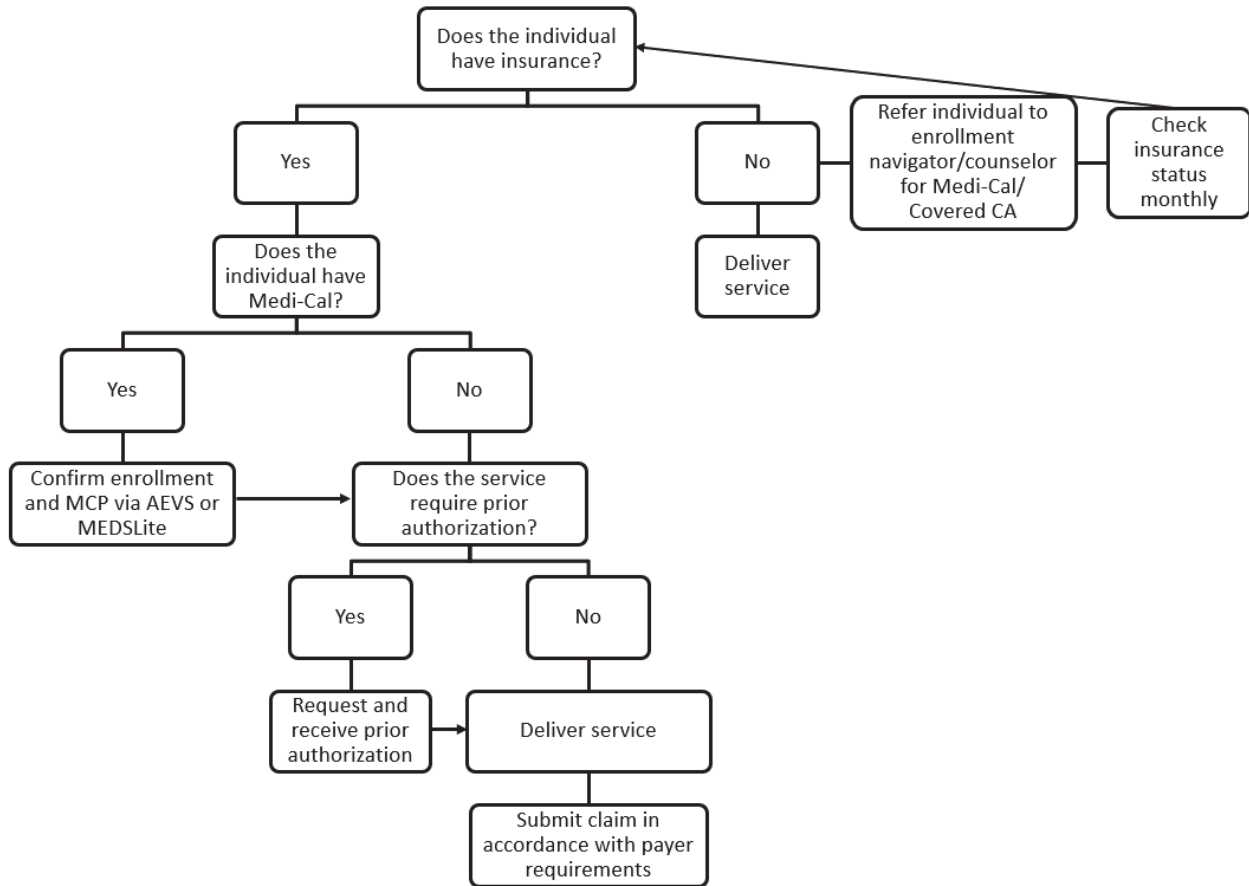 Does the individual
have insurance?
Yes
No
Refer individual to
enrollment
navigator/counselor
for Medi-Cal/
Covered CA
Check
insurance
status
monthly
Does the
individual have
Medi-Cal?
Deliver
service
Yes
No
Confirm enrollment
and MCP via AEVS or
MEDSLite
Does the service
require prior
authorization?
Yes
No
Request and
receive prior
authorization
Deliver service
Submit claim in
accordance with payer
requirements